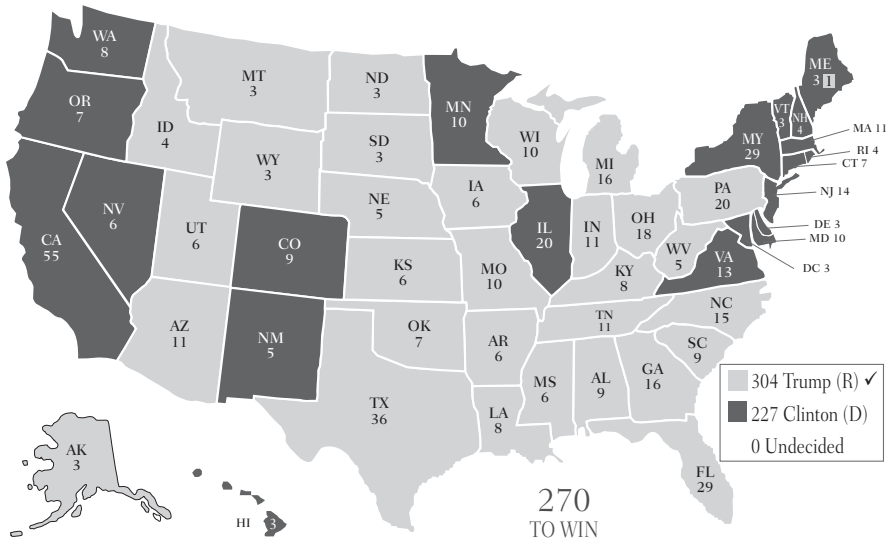 WA
8
OR
7
CA
55
NV
6
ID
4
MT
3
WY
3
UT
6
AZ
11
CO
9
NM
5
ND
3
SD
3
NE
5
KS
6
OK
7
TX
36
MN
10
IA
6
MO
10
AR
6
LA
8
WI
10
IL
20
MI
16
IN
11
OH
18
KY
8
TN
11
MS
6
AL
9
GA
16
FL
29
SC
9
NC
15
VA
13
WV
5
PA
20
MY
29
VT
3
NH
4
ME
3 1
MA 11
RI 4
CT 7
NJ 14
DE 3
MD 10
DC 3
AK
3
HI 3
304 Trump (R) ✓
227 Clinton (D)
0 Undecided
270
TO WIN